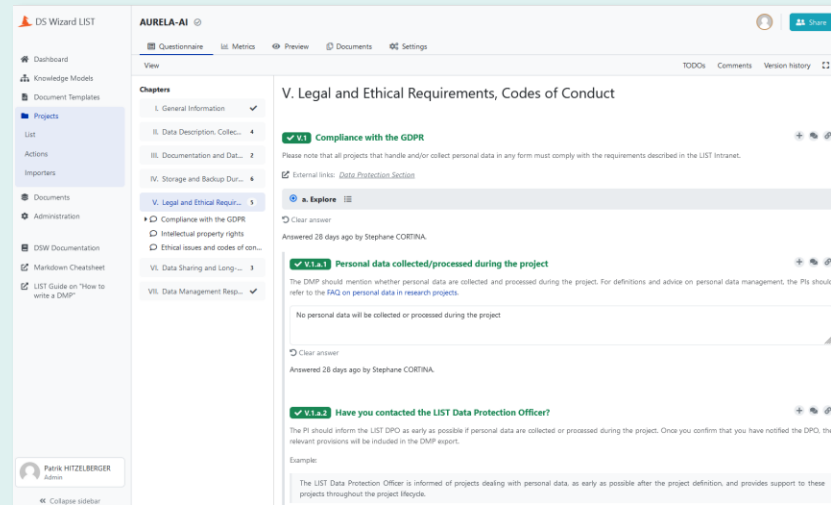 DS Wizard LIST
AURELA-AI
Share
Questionnaire Metrics Preview Documents Settings
View
TODOs Comments Version history
Dashboard
Knowledge Models
Document Templates
Projects
List
Actions
Importers
Documents
Administration
DSW Documentation
Markdown Cheatsheet
LIST Guide on "How to
write a DMP"
Patrik HITZELBERGER
Admin
Collapse sidebar
Chapters
I. General Information
II. Data Description, Collec... 4
III. Documentation and Dat... 2
IV. Storage and Backup Dur... 6
V. Legal and Ethical Requir... 5
Compliance with the GDPR
Intellectual property rights
Ethical issues and codes of con...
VI. Data Sharing and Long-... 3
VII. Data Management Resp...
V. Legal and Ethical Requirements, Codes of Conduct
V.1 Compliance with the GDPR
Please note that all projects that handle and/or collect personal data in any form must comply with the requirements described in the LIST Intranet.
External links: Data Protection Section
a. Explore
Clear answer
Answered 28 days ago by Stephane CORTINA.
V.1.a.1 Personal data collected/processed during the project
The DMP should mention whether personal data are collected and processed during the project. For definitions and advice on personal data management, the PIs should
refer to the FAQ on personal data in research projects.
No personal data will be collected or processed during the project
Clear answer
Answered 28 days ago by Stephane CORTINA.
V.1.a.2 Have you contacted the LIST Data Protection Officer?
The PI should inform the LIST DPO as early as possible if personal data are collected or processed during the project. Once you confirm that you have notified the DPO, the
relevant provisions will be included in the DMP export.
Example:
The LIST Data Protection Officer is informed of projects dealing with personal data, as early as possible after the project definition, and provides support to these
projects throughout the project lifecycle.